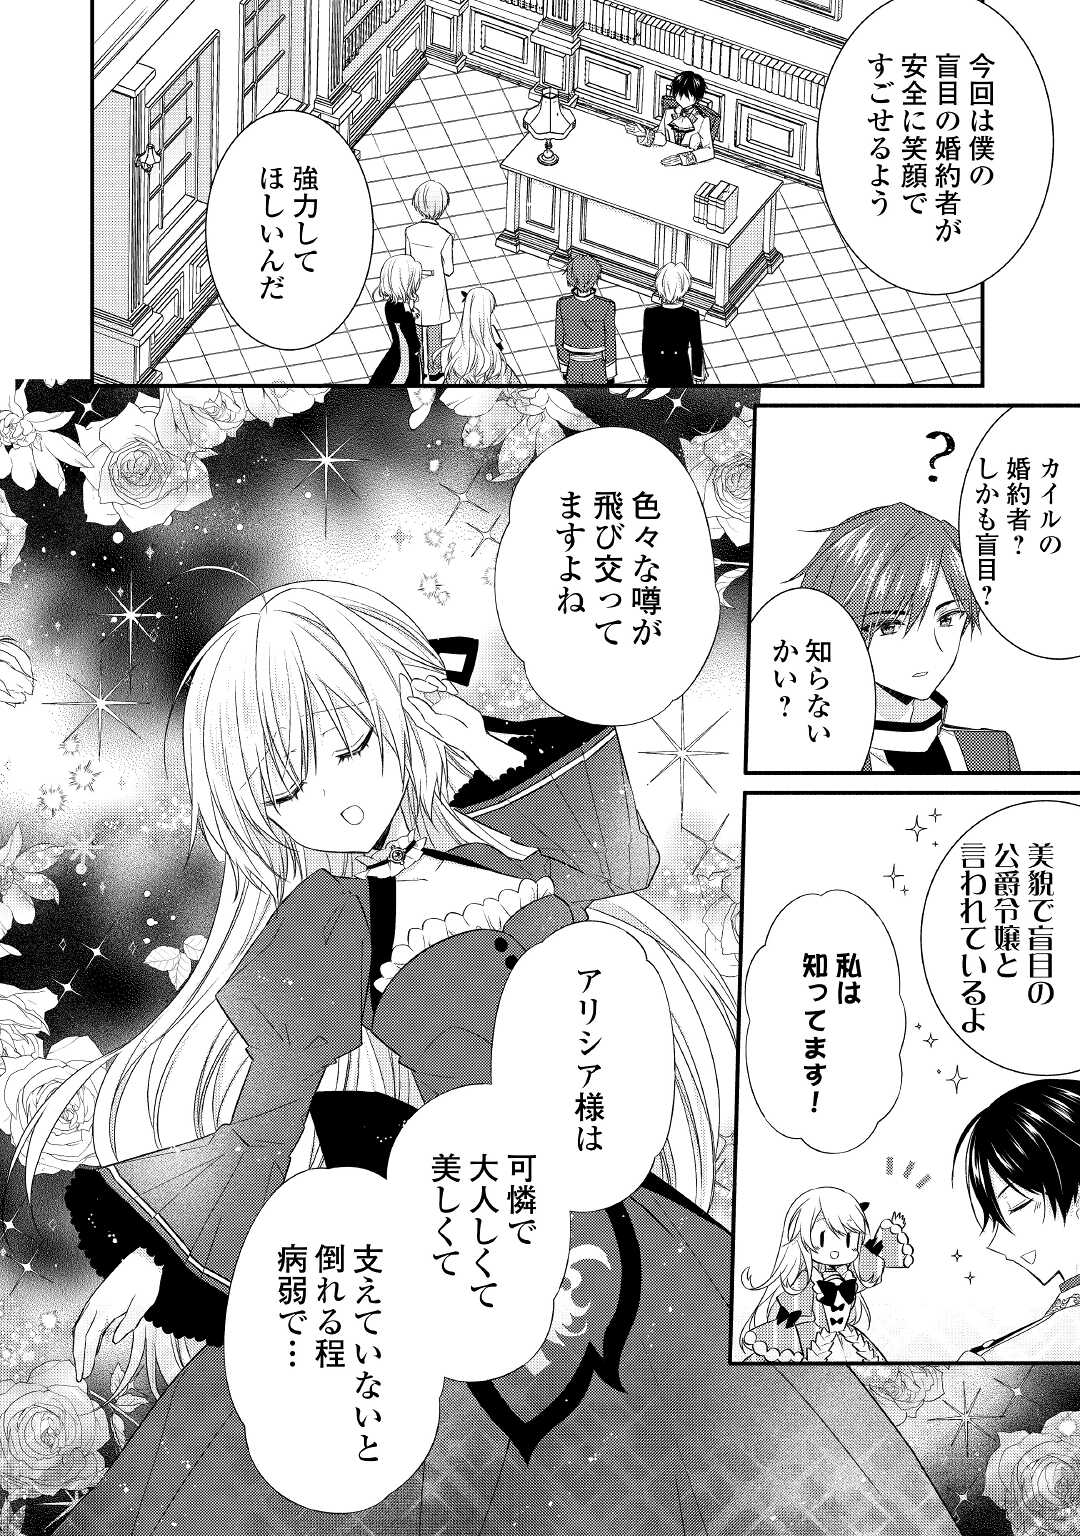 今回は僕の
盲目の婚約者が
安全に笑顔で
すごせるよう
強力して
ほしいんだ
カイルの
婚約者?
しかも盲目?
?
知らない
かい?
美貌で盲目の
公爵令嬢と
言われているよ
私は
知ってます!
色々な噂が
飛び交って
ますよね
アリシア様は
可憐で
大人しくて
美しくて
支えていないと
倒れる程
病弱で…